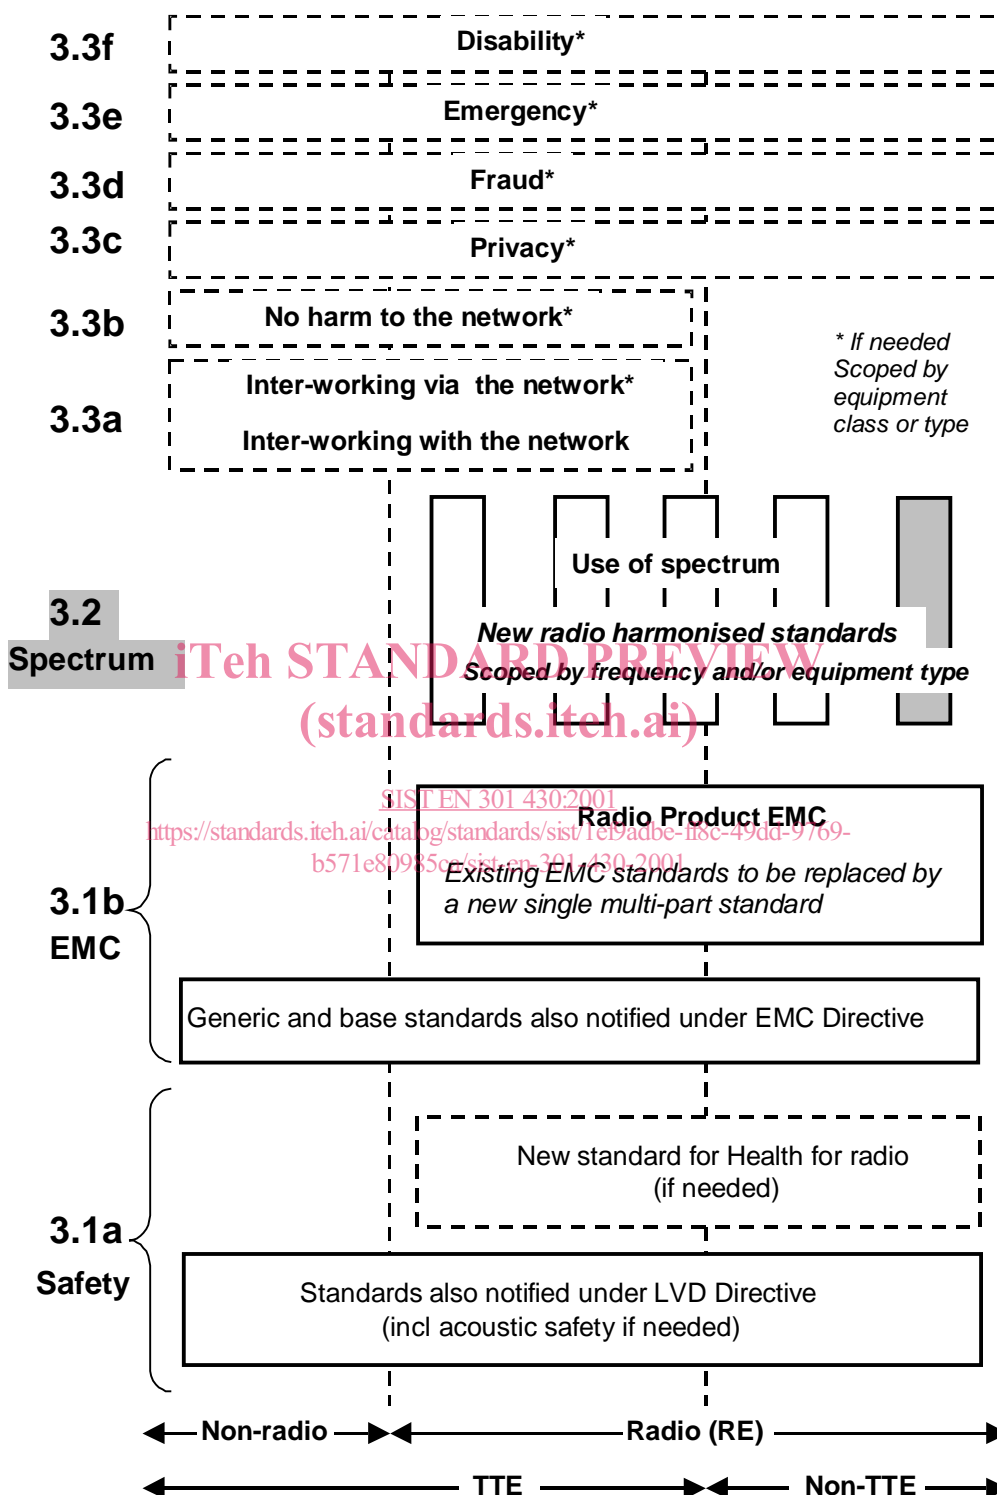 3.3f
Disability*
3.3e
Emergency*
3.3d
Fraud*
3.3c
Privacy*
3.3b
No harm to the network*
3.3a
Inter-working via the network*
Inter-working with the network
* If needed
Scoped by
equipment
class or type
3.2
Spectrum
Use of spectrum
New radio harmonised standards
Scoped by frequency and/or equipment type
iTeh STANDARD PREVIEW
(standards.iteh.ai)
SIST EN 301 430:2001
https://standards.iteh.ai/catalog/standards/sist/1ef9adbe-ff8c-49dd-9769-
b571e80985ca/sist-en-301-430-2001
3.1b
EMC
Radio Product EMC
Existing EMC standards to be replaced by
a new single multi-part standard
Generic and base standards also notified under EMC Directive
3.1a
Safety
New standard for Health for radio
(if needed)
Standards also notified under LVD Directive
(incl acoustic safety if needed)
Non-radio
Radio (RE)
TTE
Non-TTE